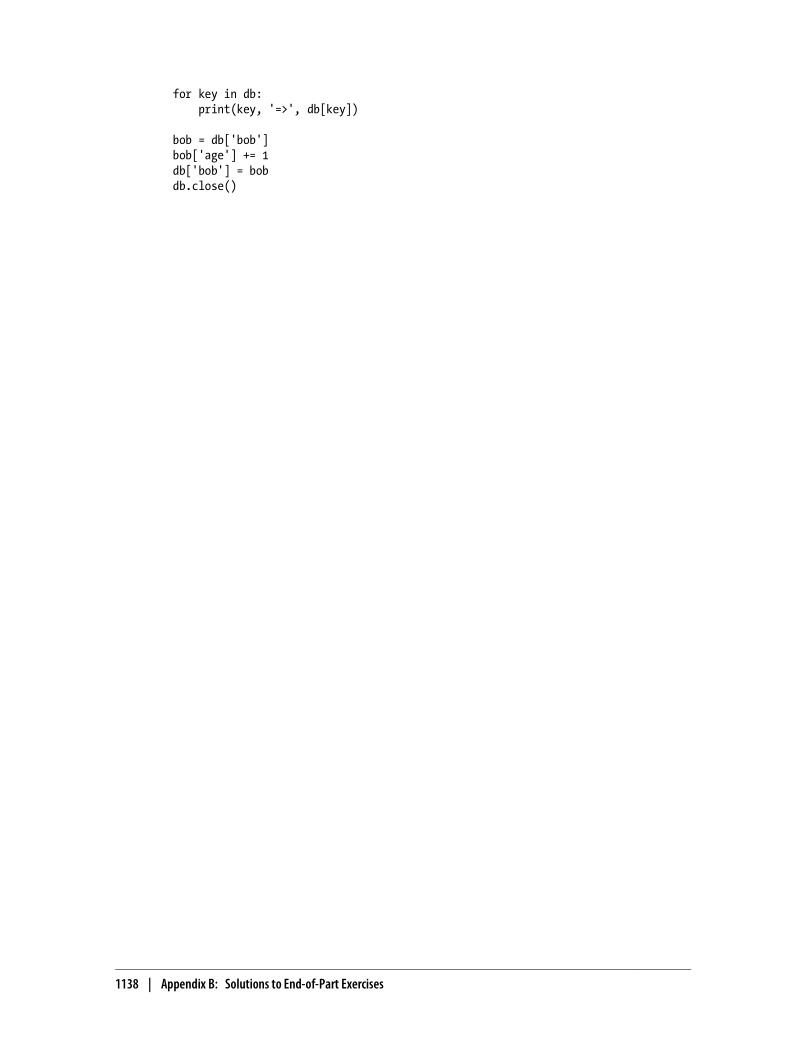 for key in db:
    print(key, '=>', db[key])
bob = db['bob']
bob['age'] += 1
db['bob'] = bob
db.close()
1138 | Appendix B: Solutions to End-of-Part Exercises